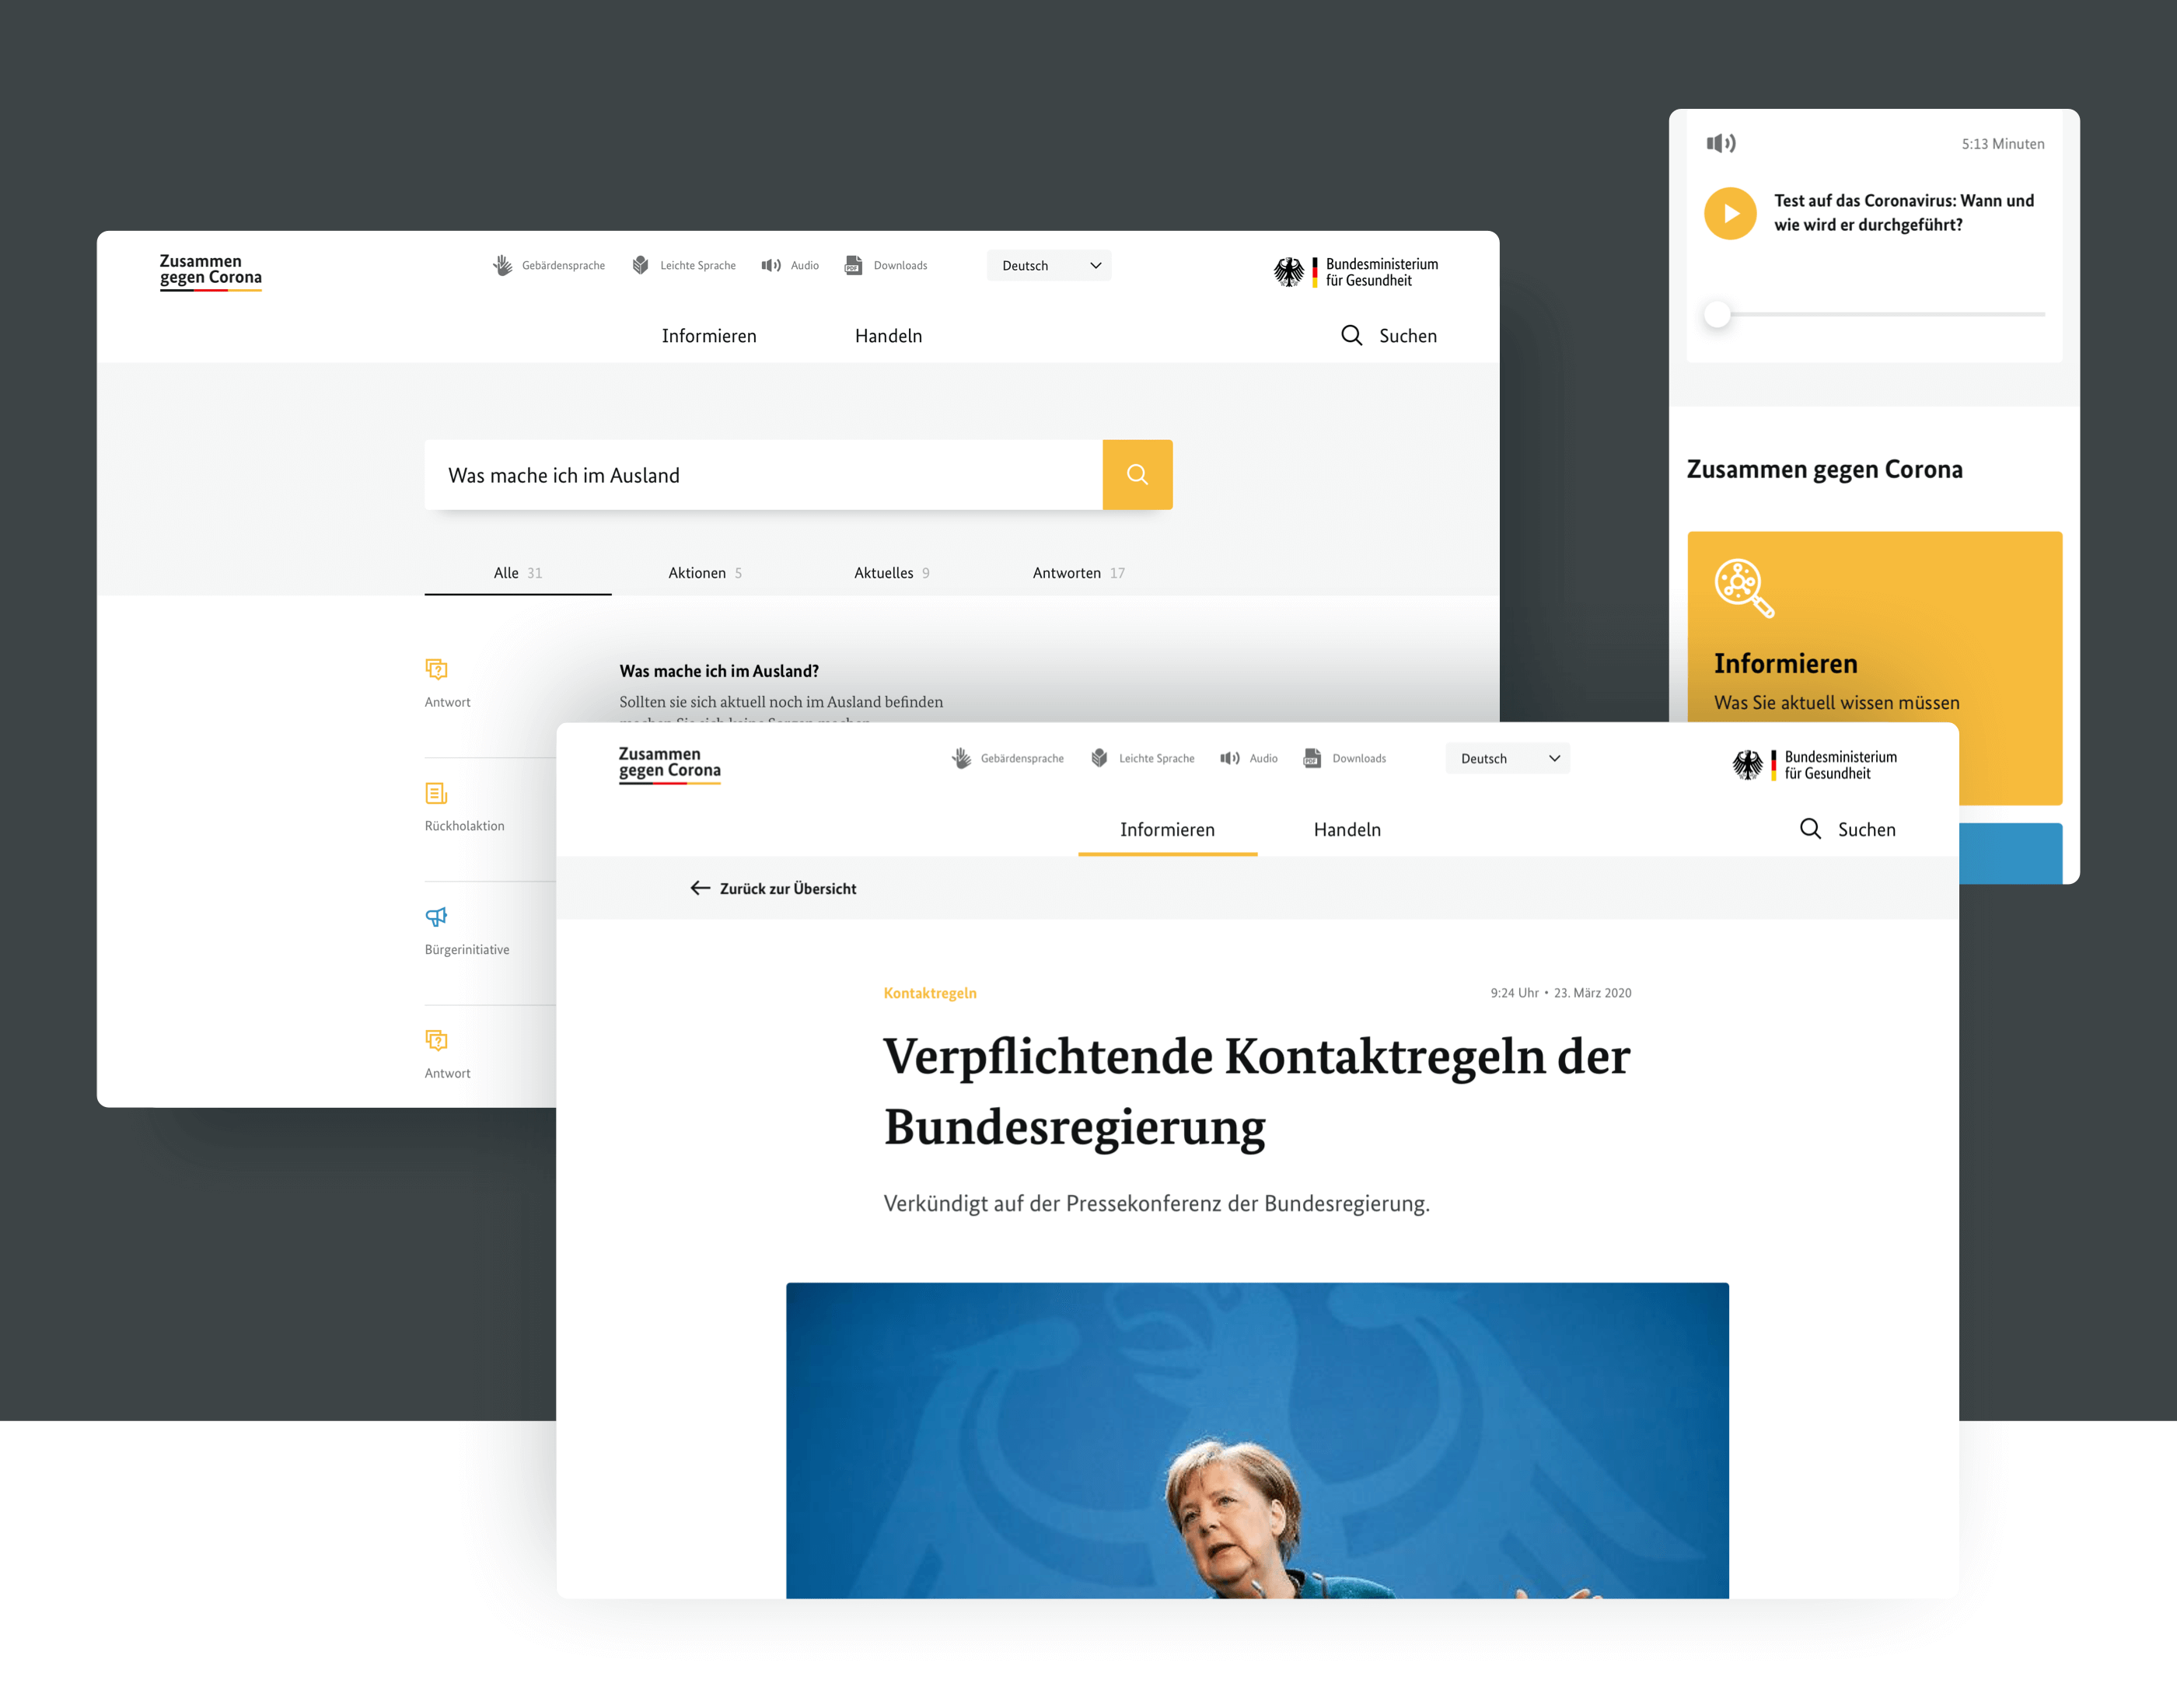 Zusammen
gegen Corona
Gebärdensprache
Leichte Sprache
Audio
PDF
Downloads
Deutsch
Bundesministerium
für Gesundheit
Informieren
Handeln
Suchen
Was mache ich im Ausland
Alle 31
Aktionen 5
Aktuelles 9
Antworten 17
Antwort
Was mache ich im Ausland?
Sollten sie sich aktuell noch im Ausland befinden
Rückholaktion
Bürgerinitiative
Antwort
5:13 Minuten
Test auf das Coronavirus: Wann und
wie wird er durchgeführt?
Zusammen gegen Corona
Informieren
Was Sie aktuell wissen müssen
Zusammen
gegen Corona
Gebärdensprache
Leichte Sprache
Audio
PDF
Downloads
Deutsch
Bundesministerium
für Gesundheit
Informieren
Handeln
Suchen
Zurück zur Übersicht
Kontaktregeln
9:24 Uhr • 23. März 2020
Verpflichtende Kontaktregeln der
Bundesregierung
Verkündigt auf der Pressekonferenz der Bundesregierung.